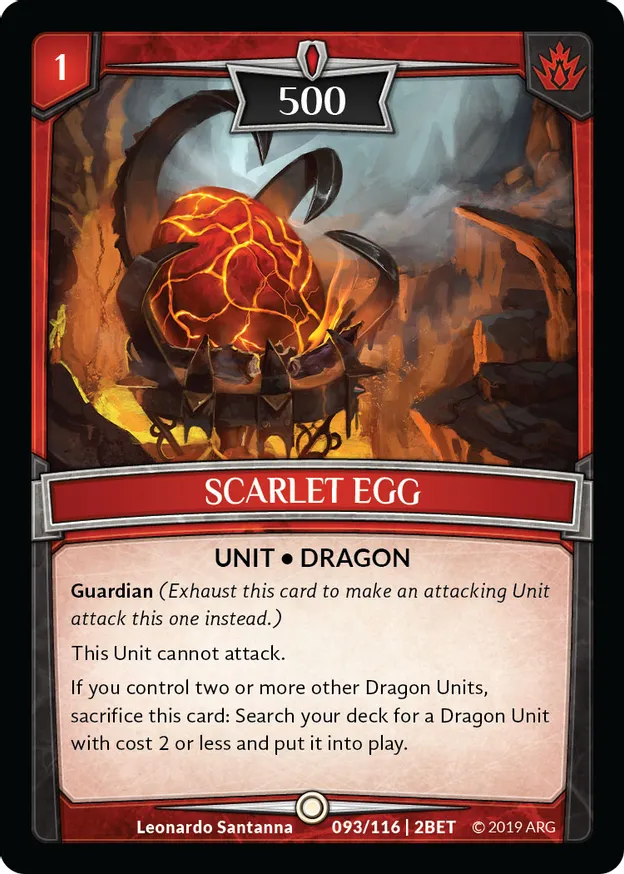 1
500
SCARLET EGG
UNIT • DRAGON
Guardian (Exhaust this card to make an attacking Unit
attack this one instead.)
This Unit cannot attack.
If you control two or more other Dragon Units,
sacrifice this card: Search your deck for a Dragon Unit
with cost 2 or less and put it into play.
Leonardo Santanna 093/116 | 2BET © 2019 ARG